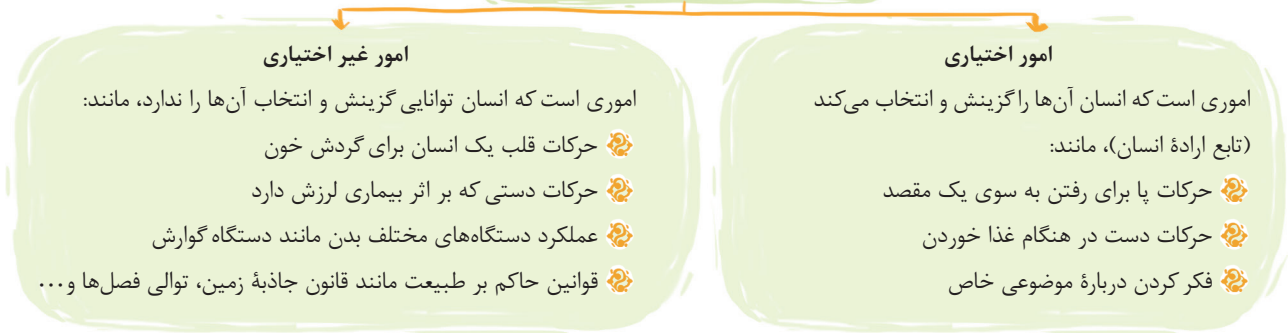 امور اختیاری
اموری است که انسان آن‌ها را گزینش و انتخاب می‌کند
(تابع ارادهٔ انسان)، مانند:
حرکات پا برای رفتن به سوی یک مقصد
حرکات دست در هنگام غذا خوردن
فکر کردن دربارهٔ موضوعی خاص
امور غیر اختیاری
اموری است که انسان توانایی گزینش و انتخاب آن‌ها را ندارد، مانند:
حرکات قلب یک انسان برای گردش خون
حرکات دستی که بر اثر بیماری لرزش دارد
عملکرد دستگاه‌های مختلف بدن مانند دستگاه گوارش
قوانین حاکم بر طبیعت مانند قانون جاذبهٔ زمین، توالی فصل‌ها و...